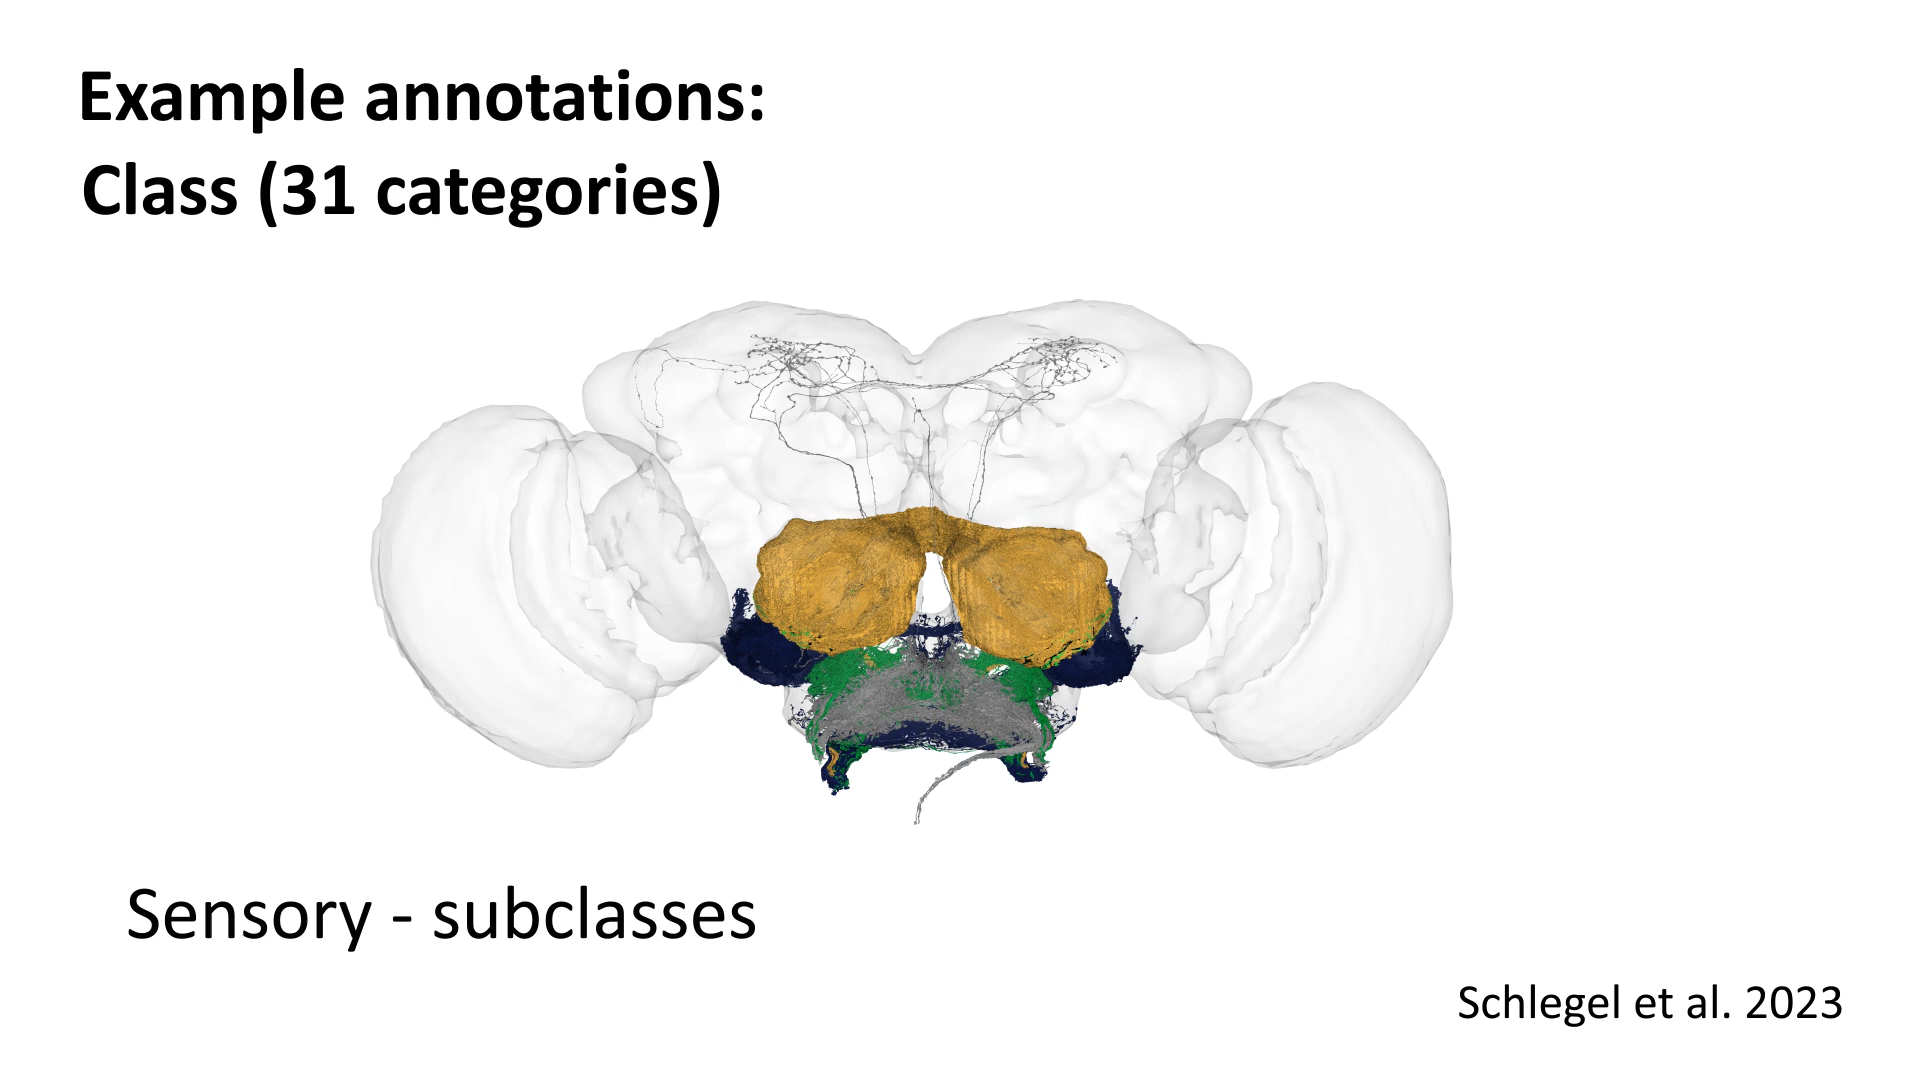 Example annotations:
Class (31 categories)
Sensory - subclasses
Schlegel et al. 2023